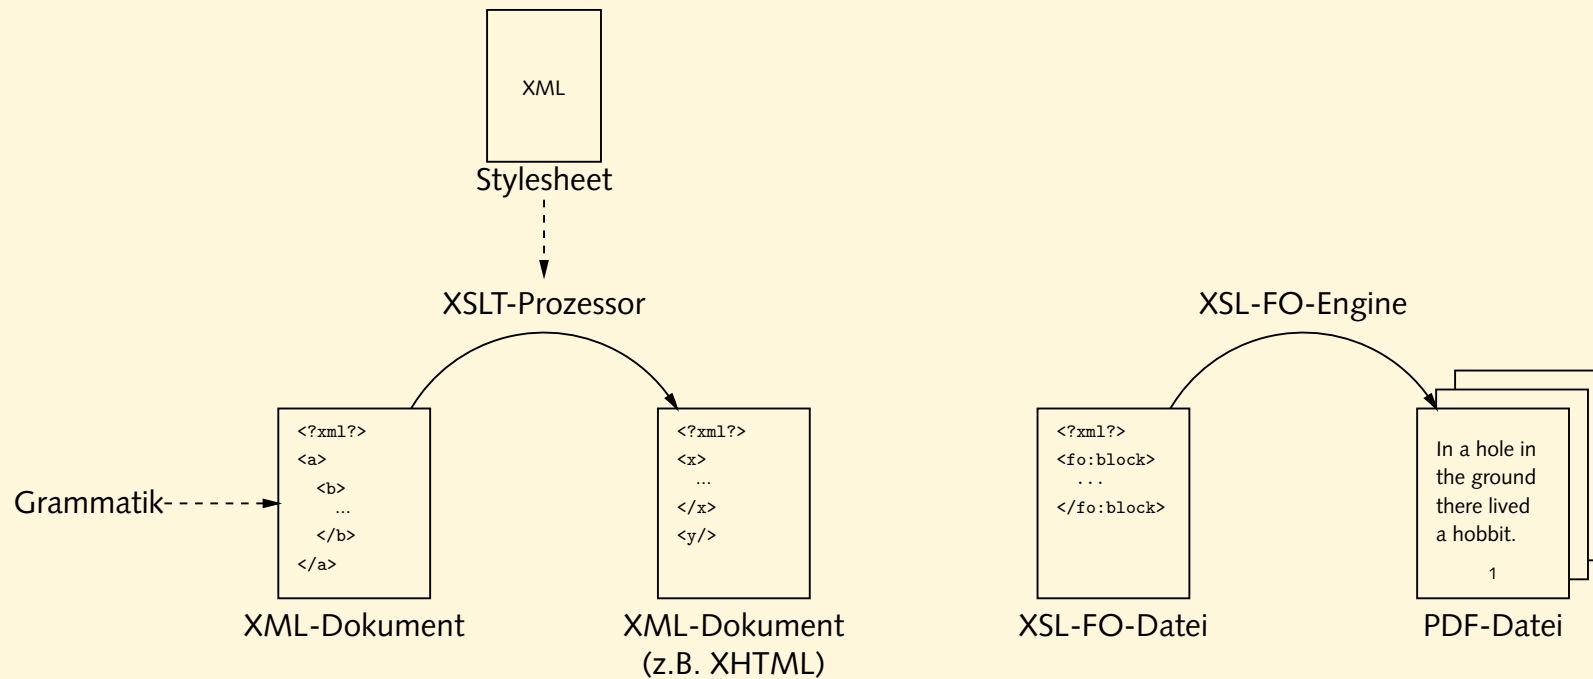 XML
Stylesheet
XSLT-Prozessor
XSL-FO-Engine
Grammatik
<?xml?>
<a>
<b>
...
</b>
</a>
XML-Dokument
<?xml?>
<x>
...
</x>
<y/>
XML-Dokument
(z.B. XHTML)
<?xml?>
<fo:block>
...
</fo:block>
XSL-FO-Datei
In a hole in
the ground
there lived
a hobbit.
1
PDF-Datei